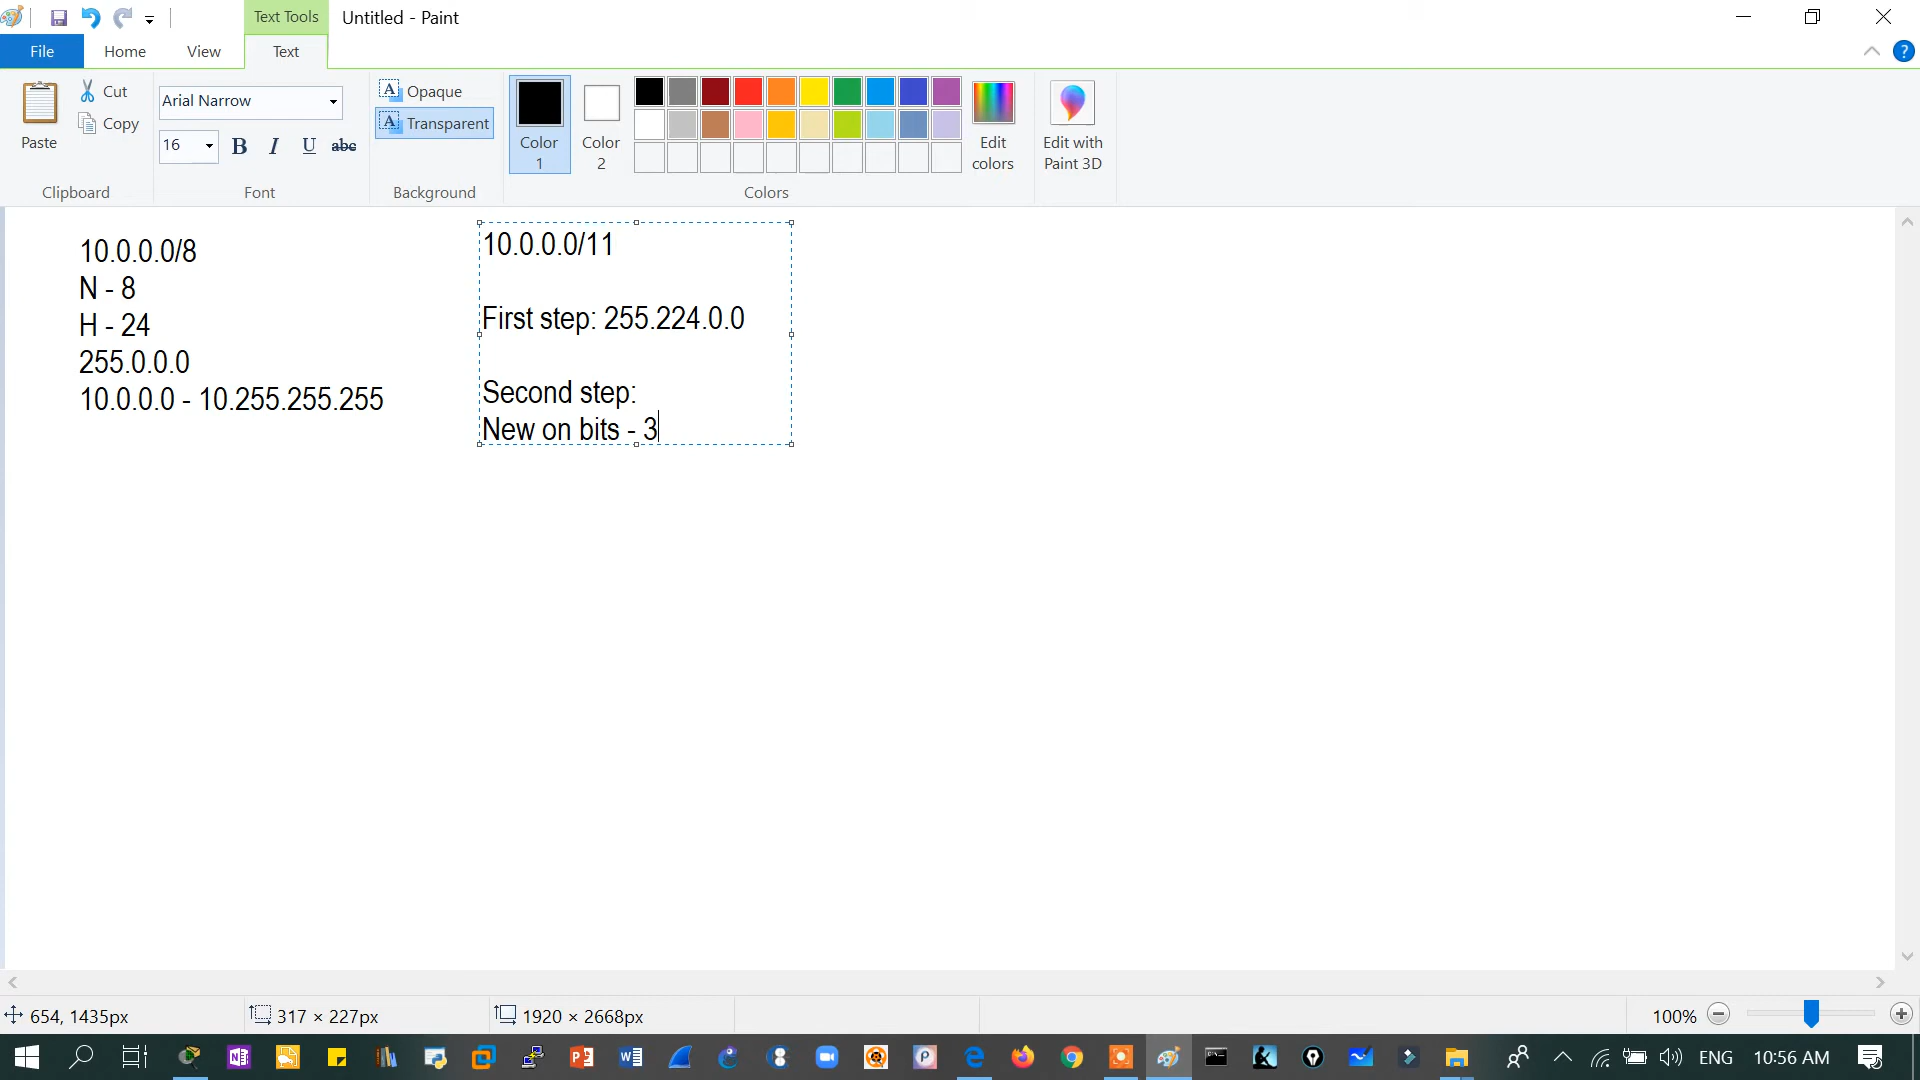 Text Tools
Untitled - Paint
File
Home
View
Text
Paste
Cut
Copy
Clipboard
Arial Narrow
16
B I U abc
Font
Opaque
Transparent
Background
Color 1
Color 2
Colors
Edit colors
Edit with Paint 3D
10.0.0.0/8
N - 8
H - 24
255.0.0.0
10.0.0.0 - 10.255.255.255
10.0.0.0/11
First step: 255.224.0.0
Second step:
New on bits - 3
654, 1435px
317 × 227px
1920 × 2668px
100%
ENG
10:56 AM